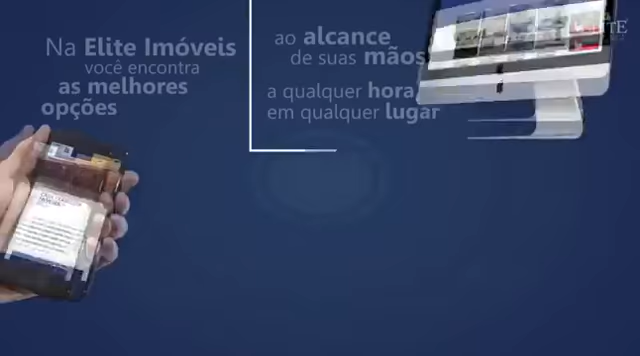 Na Elite Imóveis
você encontra
as melhores
opções
ao alcance
de suas mãos
a qualquer hora,
em qualquer lugar